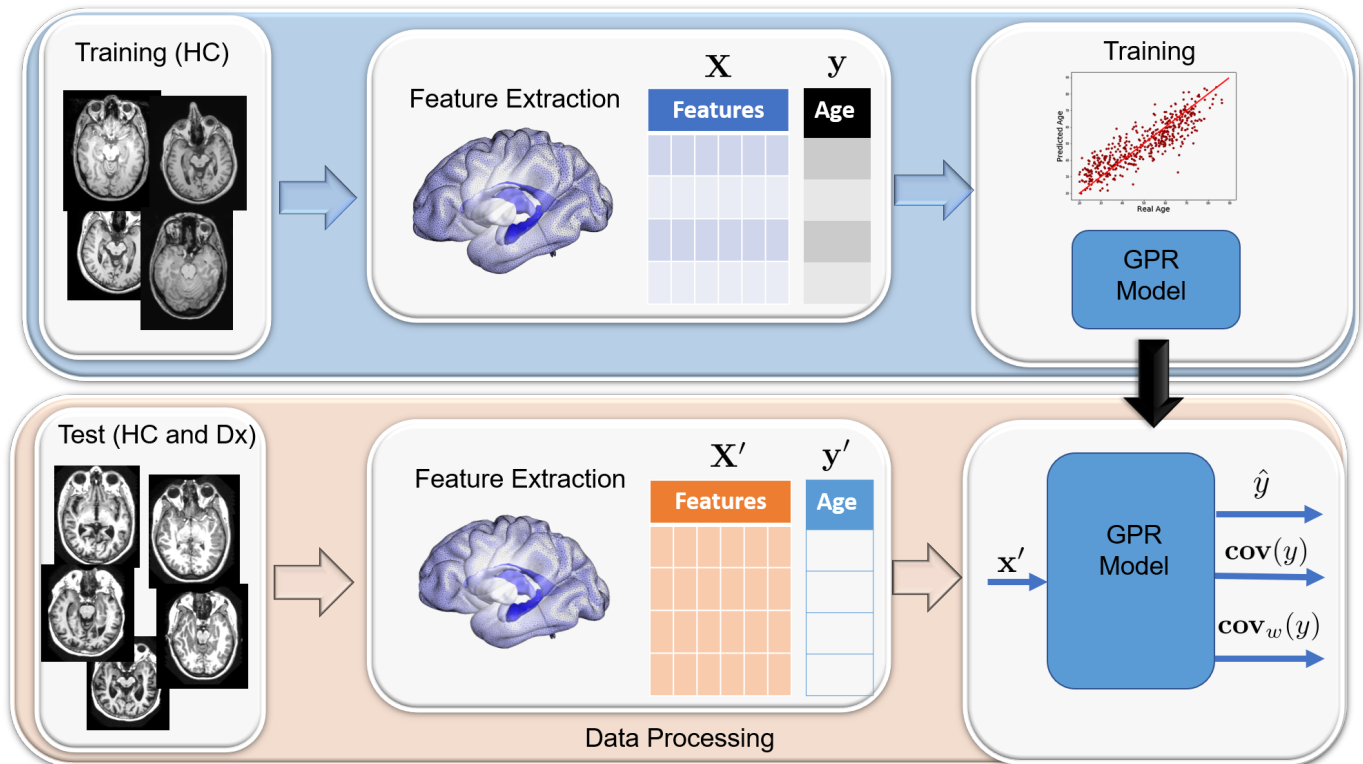 Training (HC)
Feature Extraction
X
y
Features
Age
Training
Predicted Age
Real Age
GPR
Model
Test (HC and Dx)
Feature Extraction
X′
y′
Features
Age
x′
GPR
Model
ŷ
cov(y)
cov_w(y)
Data Processing